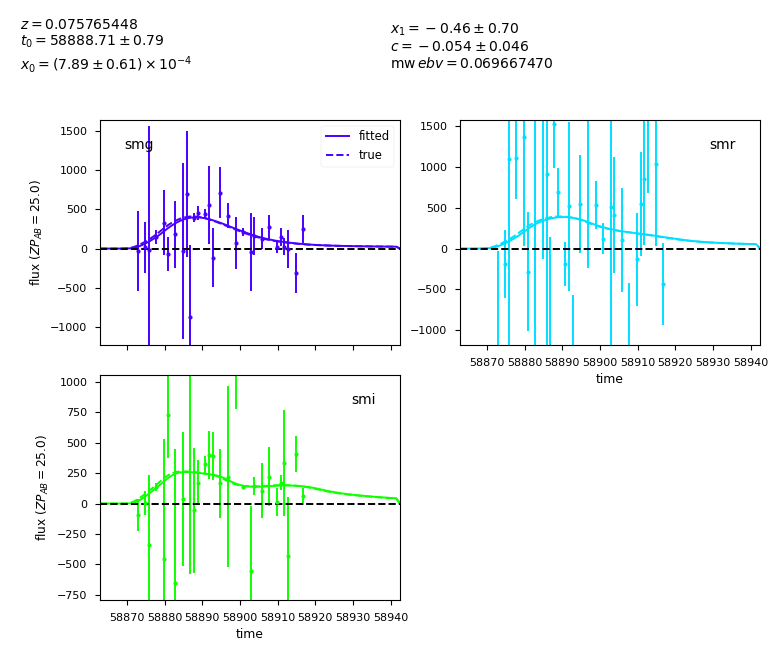 z = 0.075765448
t₀ = 58888.71 ± 0.79
x₀ = (7.89 ± 0.61) × 10⁻⁴
x₁ = −0.46 ± 0.70
c = −0.054 ± 0.046
mw ebv = 0.069667470
smg
fitted
true
1500
1000
500
0
−500
−1000
flux (ZP_AB = 25.0)
smr
1500
1000
500
0
−500
−1000
58870 58880 58890 58900 58910 58920 58930 58940
time
smi
1000
750
500
250
0
−250
−500
−750
flux (ZP_AB = 25.0)
58870 58880 58890 58900 58910 58920 58930 58940
time